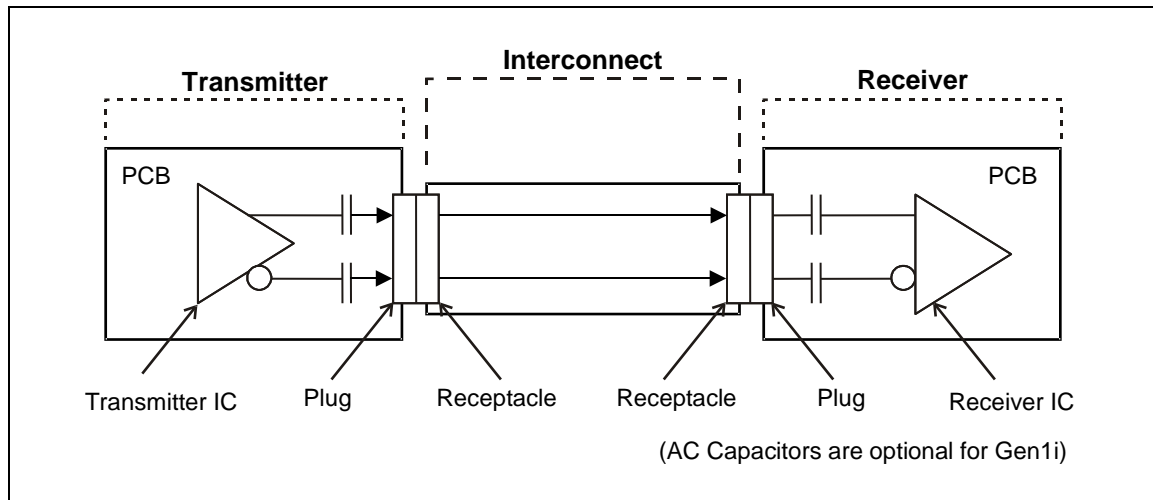 Interconnect
Transmitter
Receiver
PCB
PCB
Transmitter IC
Plug
Receptacle
Receptacle
Plug
Receiver IC
(AC Capacitors are optional for Gen1i)